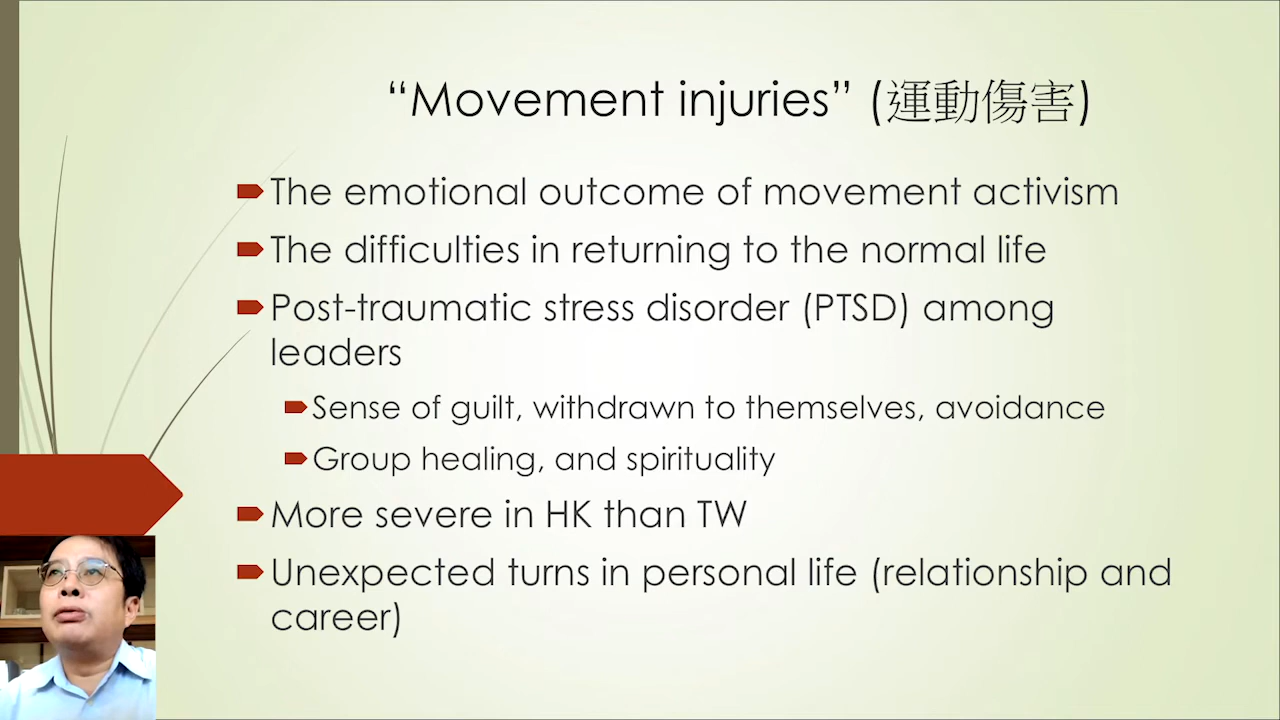 “Movement injuries” (運動傷害)
The emotional outcome of movement activism
The difficulties in returning to the normal life
Post-traumatic stress disorder (PTSD) among
leaders
Sense of guilt, withdrawn to themselves, avoidance
Group healing, and spirituality
More severe in HK than TW
Unexpected turns in personal life (relationship and
career)